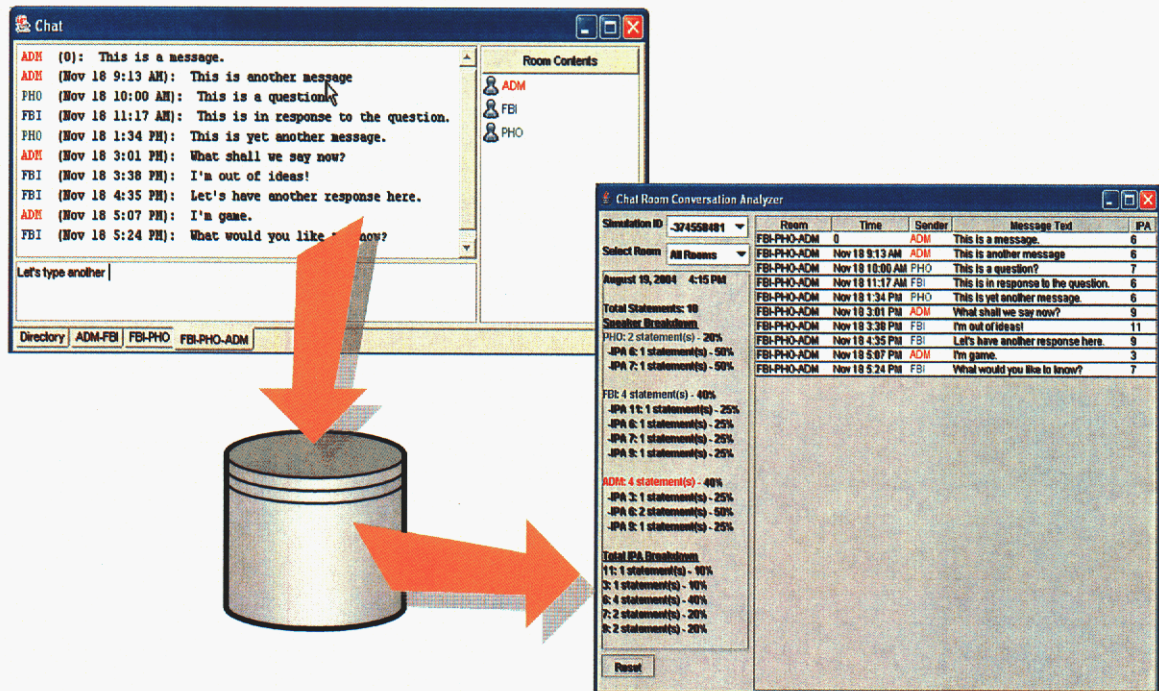 Chat
ADM (0): This is a message.
ADM (Nov 18 9:13 AM): This is another message
PHO (Nov 18 10:00 AM): This is a question
FBI (Nov 18 11:17 AM): This is in response to the question.
PHO (Nov 18 1:34 PM): This is yet another message.
ADM (Nov 18 3:01 PM): What shall we say now?
FBI (Nov 18 3:38 PM): I'm out of ideas!
FBI (Nov 18 4:35 PM): Let's have another response here.
ADM (Nov 18 5:07 PM): I'm game.
FBI (Nov 18 5:24 PM): What would you like now?
Let's type another
Directory ADM-FBI FBI-PHO FBI-PHO-ADM
Room Contents
ADM
FBI
PHO
Chat Room Conversation Analyzer
Simulation ID -374558481
Select Room All Rooms
August 19, 2004 4:15 PM
Total Statements: 10
Speaker Breakdown
PHO: 2 statement(s) - 20%
-IPA 6: 1 statement(s) - 50%
-IPA 7: 1 statement(s) - 50%
FBI: 4 statement(s) - 40%
-IPA 11: 1 statement(s) - 25%
-IPA 6: 1 statement(s) - 25%
-IPA 7: 1 statement(s) - 25%
-IPA 9: 1 statement(s) - 25%
ADM: 4 statement(s) - 40%
-IPA 3: 1 statement(s) - 25%
-IPA 6: 2 statement(s) - 50%
-IPA 9: 1 statement(s) - 25%
Total IPA Breakdown
11: 1 statement(s) - 10%
3: 1 statement(s) - 10%
6: 4 statement(s) - 40%
7: 2 statement(s) - 20%
9: 2 statement(s) - 20%
Reset
Room Time Sender Message Text IPA
FBI-PHO-ADM 0 ADM This is a message. 6
FBI-PHO-ADM Nov 18 9:13 AM ADM This is another message 6
FBI-PHO-ADM Nov 18 10:00 AM PHO This is a question? 7
FBI-PHO-ADM Nov 18 11:17 AM FBI This is in response to the question. 6
FBI-PHO-ADM Nov 18 1:34 PM PHO This is yet another message. 6
FBI-PHO-ADM Nov 18 3:01 PM ADM What shall we say now? 9
FBI-PHO-ADM Nov 18 3:38 PM FBI I'm out of ideas! 11
FBI-PHO-ADM Nov 18 4:35 PM FBI Let's have another response here. 9
FBI-PHO-ADM Nov 18 5:07 PM ADM I'm game. 3
FBI-PHO-ADM Nov 18 5:24 PM FBI What would you like to know? 7